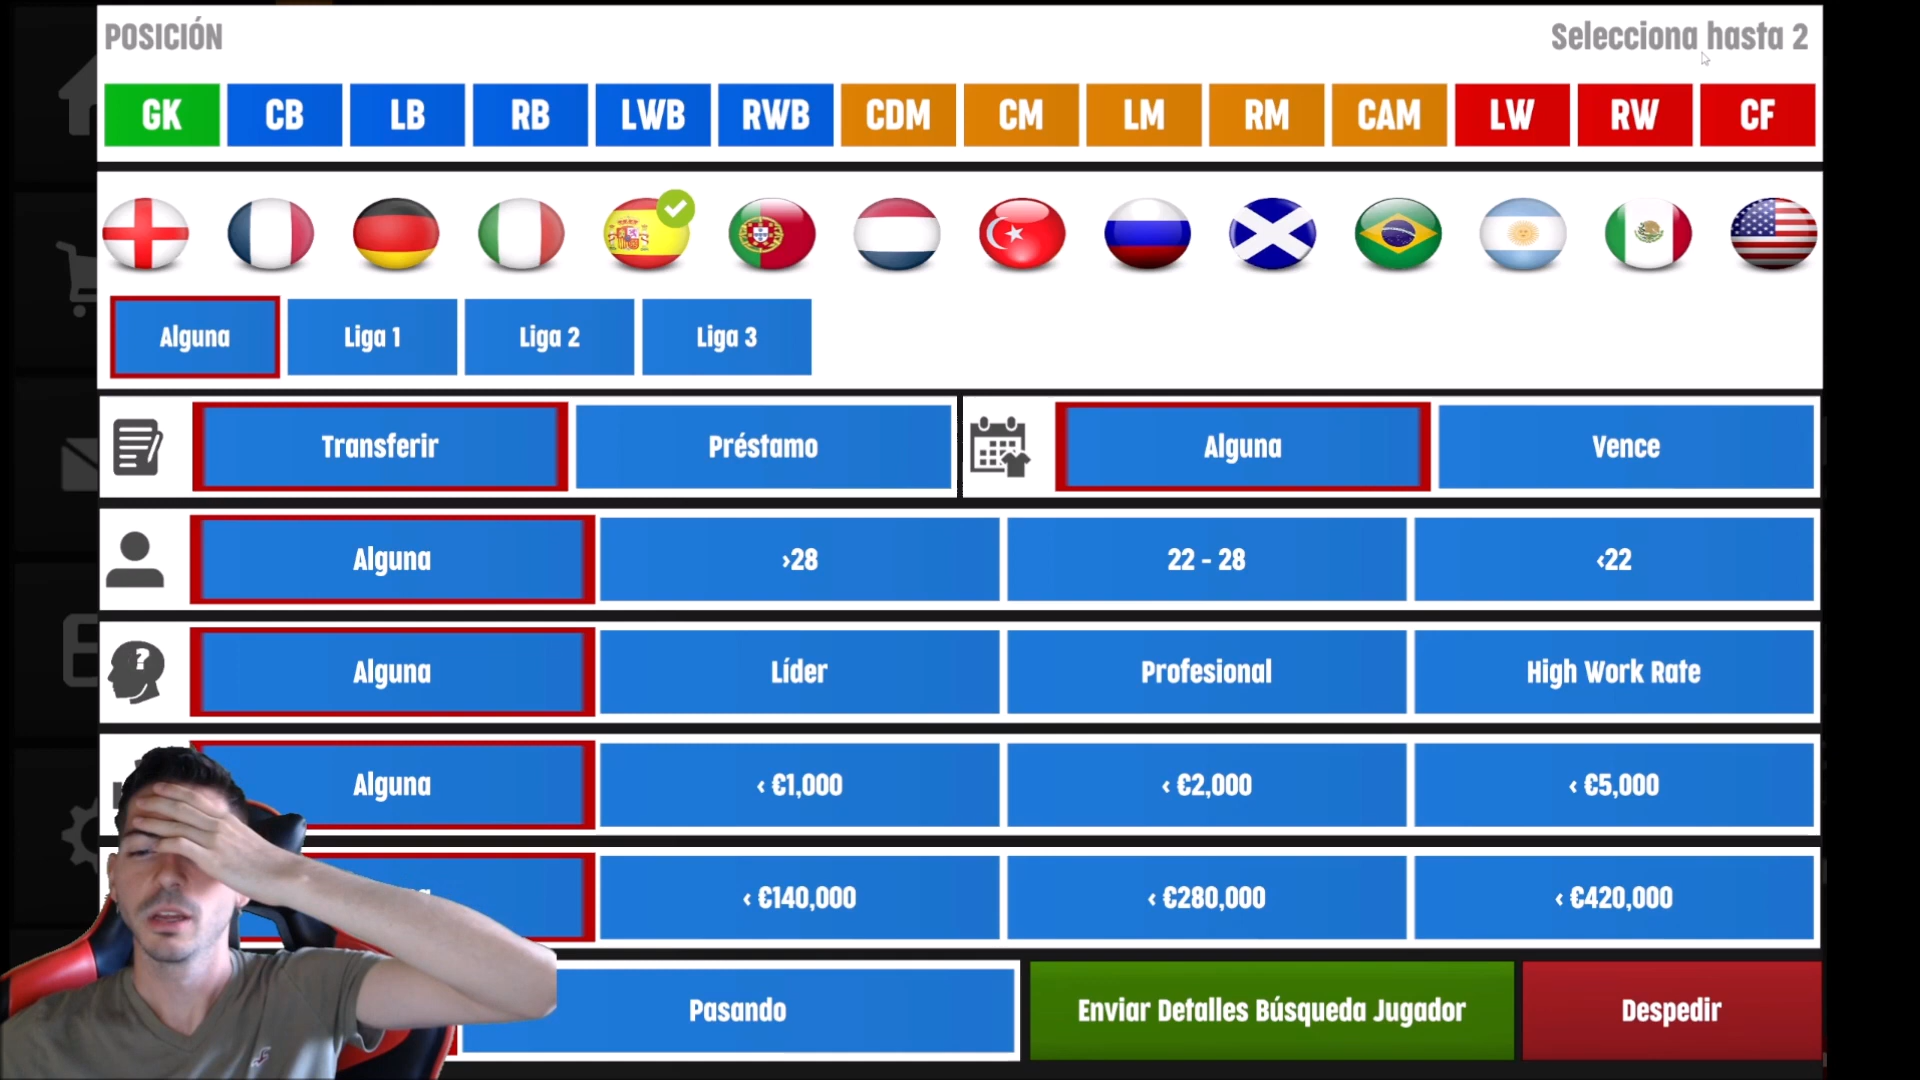 POSICIÓN Selecciona hasta 2
GK CB LB RB LWB RWB CDM CM LM RM CAM LW RW CF
Alguna Liga 1 Liga 2 Liga 3
Transferir Préstamo Alguna Vence
Alguna >28 22 - 28 <22
? Alguna Líder Profesional High Work Rate
Alguna < €1,000 < €2,000 < €5,000
< €140,000 < €280,000 < €420,000
Pasando Enviar Detalles Búsqueda Jugador Despedir